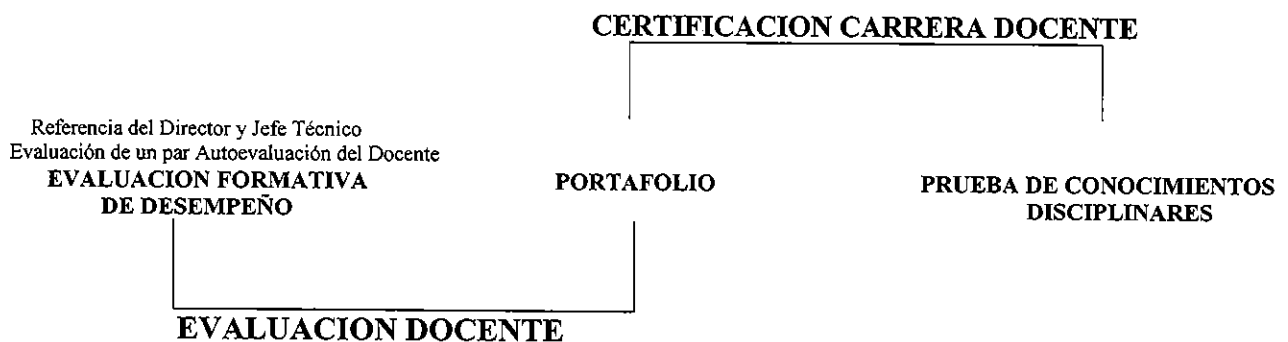 CERTIFICACION CARRERA DOCENTE
Referencia del Director y Jefe Técnico
Evaluación de un par Autoevaluación del Docente
EVALUACION FORMATIVA
DE DESEMPEÑO
PORTAFOLIO
PRUEBA DE CONOCIMIENTOS
DISCIPLINARES
EVALUACION DOCENTE